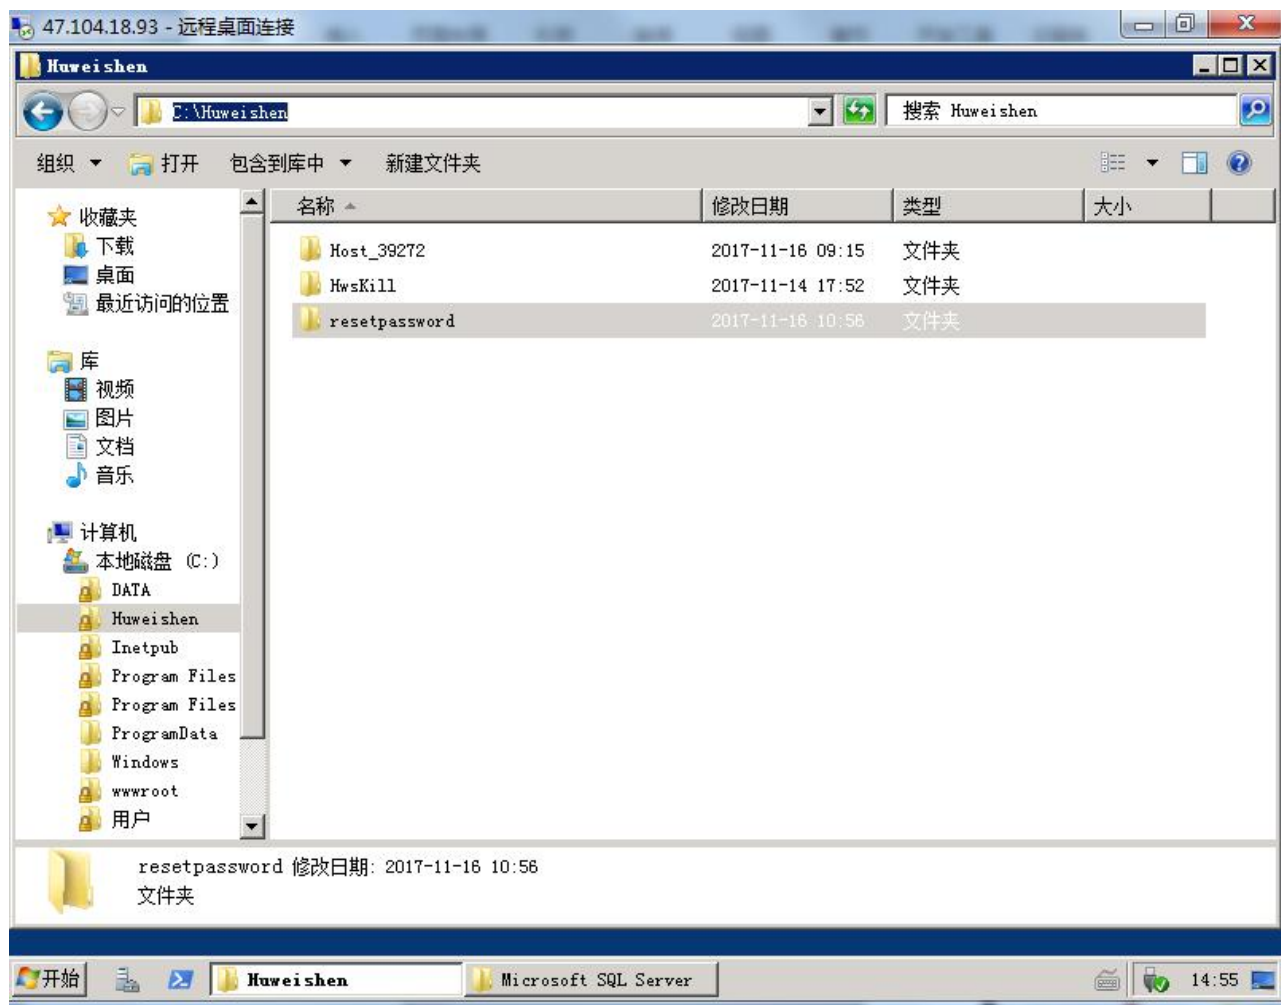 47.104.18.93 - 远程桌面连接
Huweishen
C:\Huweishen
搜索 Huweishen
组织 打开 包含到库中 新建文件夹
名称 修改日期 类型 大小
收藏夹
下载
桌面
最近访问的位置
库
视频
图片
文档
音乐
计算机
本地磁盘 (C:)
DATA
Huweishen
Inetpub
Program Files
Program Files
ProgramData
Windows
wwwroot
用户
Host_39272 2017-11-16 09:15 文件夹
HwsKill 2017-11-14 17:52 文件夹
resetpassword 2017-11-16 10:56 文件夹
resetpassword 修改日期: 2017-11-16 10:56
文件夹
开始 Huweishen Microsoft SQL Server 14:55